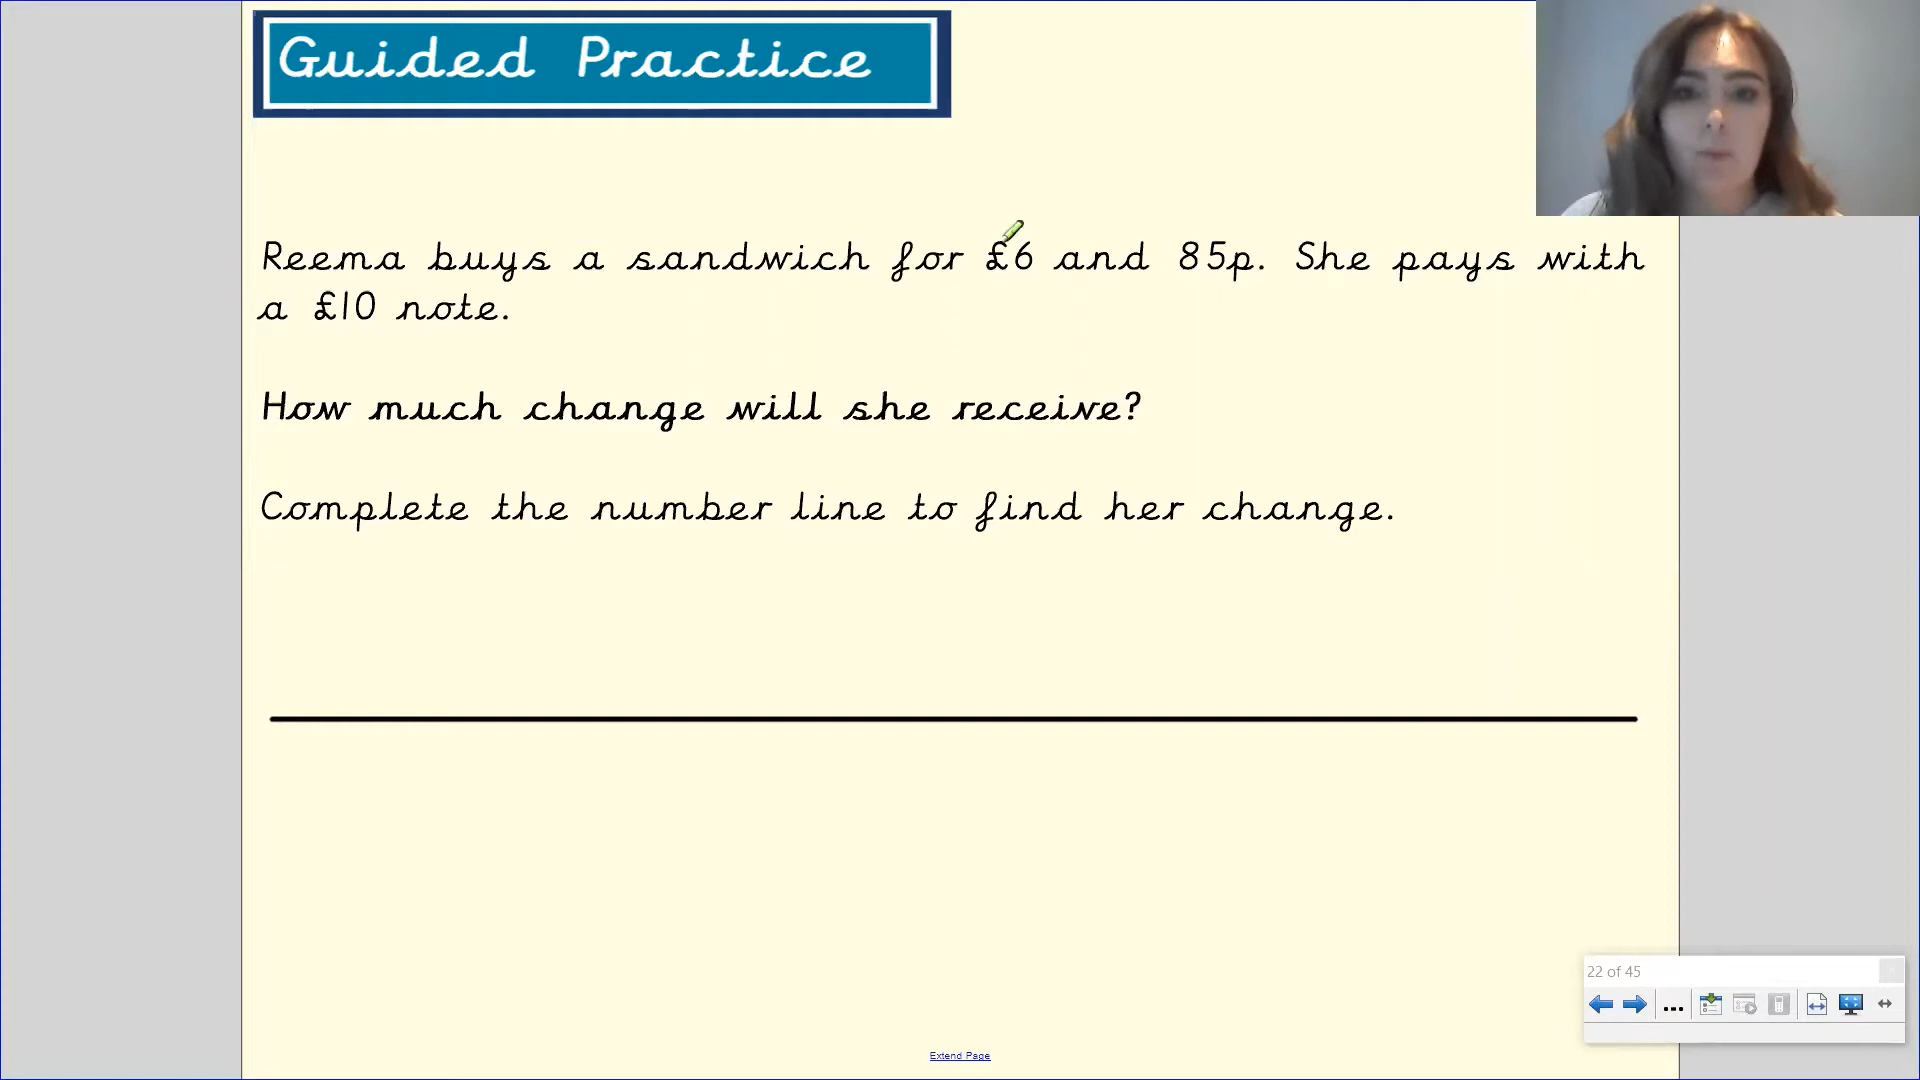 Guided Practice
Reema buys a sandwich for £6 and 85p. She pays with
a £10 note.
How much change will she receive?
Complete the number line to find her change.
22 of 45
Extend Page